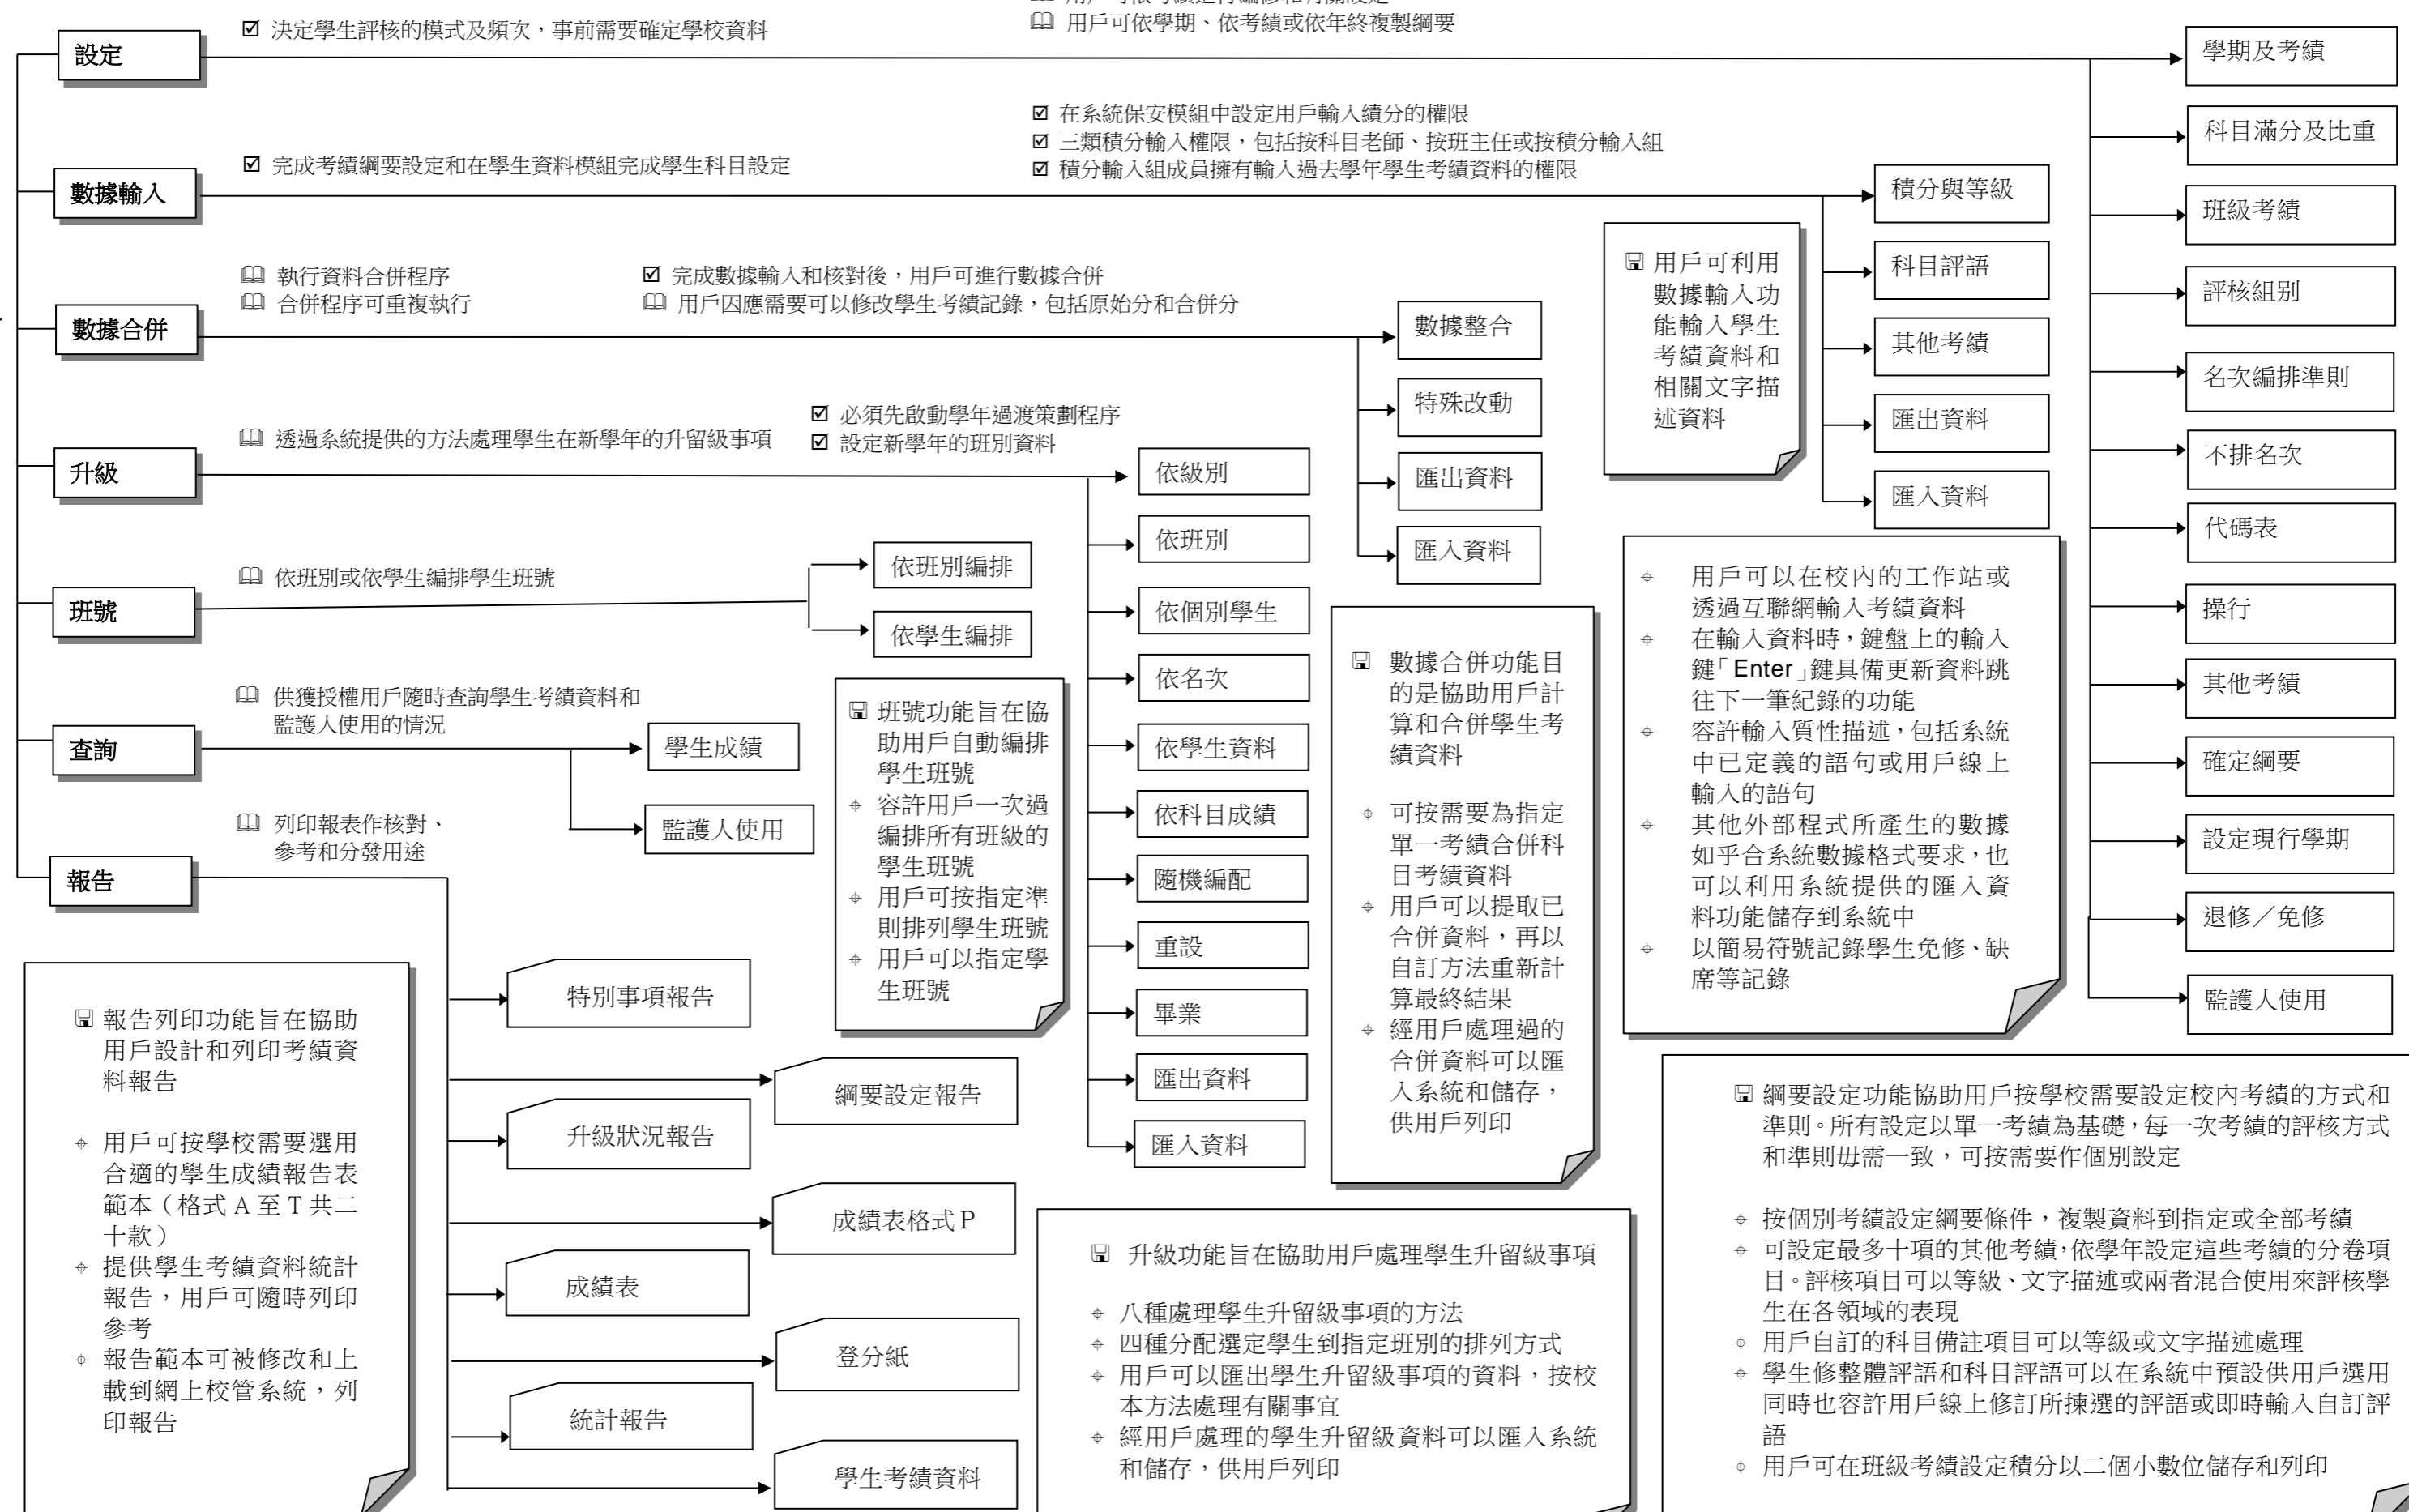 用戶可依學期、依考績或依年終複製綱要
決定學生評核的模式及頻次，事前需要確定學校資料
設定
學期及考績
科目滿分及比重
班級考績
評核組別
名次編排準則
不排名次
代碼表
操行
其他考績
確定綱要
設定現行學期
退修／免修
監護人使用
在系統保安模組中設定用戶輸入績分的權限
三類積分輸入權限，包括按科目老師、按班主任或按積分輸入組
積分輸入組成員擁有輸入過去學年學生考績資料的權限
完成考績綱要設定和在學生資料模組完成學生科目設定
數據輸入
積分與等級
科目評語
其他考績
匯出資料
匯入資料
用戶可利用
數據輸入功
能輸入學生
考績資料和
相關文字描
述資料
執行資料合併程序
合併程序可重複執行
完成數據輸入和核對後，用戶可進行數據合併
用戶因應需要可以修改學生考績記錄，包括原始分和合併分
數據合併
數據整合
特殊改動
匯出資料
匯入資料
必須先啟動學年過渡策劃程序
設定新學年的班別資料
透過系統提供的方法處理學生在新學年的升留級事項
升級
依級別
依班別
依個別學生
依名次
依學生資料
依科目成績
隨機編配
重設
畢業
匯出資料
匯入資料
依班別或依學生編排學生班號
班號
依班別編排
依學生編排
供獲授權用戶隨時查詢學生考績資料和
監護人使用的情況
查詢
學生成績
監護人使用
列印報表作核對、
參考和分發用途
報告
特別事項報告
綱要設定報告
升級狀況報告
成績表格式 P
成績表
登分紙
統計報告
學生考績資料
報告列印功能旨在協助
用戶設計和列印考績資
料報告
用戶可按學校需要選用
合適的學生成績報告表
範本（格式 A 至 T 共二
十款）
提供學生考績資料統計
報告，用戶可隨時列印
參考
報告範本可被修改和上
載到網上校管系統，列
印報告
班號功能旨在協
助用戶自動編排
學生班號
容許用戶一次過
編排所有班級的
學生班號
用戶可按指定準
則排列學生班號
用戶可以指定學
生班號
數據合併功能目
的是協助用戶計
算和合併學生考
績資料
可按需要為指定
單一考績合併科
目考績資料
用戶可以提取已
合併資料，再以
自訂方法重新計
算最終結果
經用戶處理過的
合併資料可以匯
入系統和儲存，
供用戶列印
用戶可以在校內的工作站或
透過互聯網輸入考績資料
在輸入資料時，鍵盤上的輸入
鍵「Enter」鍵具備更新資料跳
往下一筆紀錄的功能
容許輸入質性描述，包括系統
中已定義的語句或用戶線上
輸入的語句
其他外部程式所產生的數據
如乎合系統數據格式要求，也
可以利用系統提供的匯入資
料功能儲存到系統中
以簡易符號記錄學生免修、缺
席等記錄
升級功能旨在協助用戶處理學生升留級事項
八種處理學生升留級事項的方法
四種分配選定學生到指定班別的排列方式
用戶可以匯出學生升留級事項的資料，按校
本方法處理有關事宜
經用戶處理的學生升留級資料可以匯入系統
和儲存，供用戶列印
綱要設定功能協助用戶按學校需要設定校內考績的方式和
準則。所有設定以單一考績為基礎，每一次考績的評核方式
和準則毋需一致，可按需要作個別設定
按個別考績設定綱要條件，複製資料到指定或全部考績
可設定最多十項的其他考績，依學年設定這些考績的分卷項
目。評核項目可以等級、文字描述或兩者混合使用來評核學
生在各領域的表現
用戶自訂的科目備註項目可以等級或文字描述處理
學生修整體評語和科目評語可以在系統中預設供用戶選用
同時也容許用戶線上修訂所揀選的評語或即時輸入自訂評
語
用戶可在班級考績設定積分以二個小數位儲存和列印